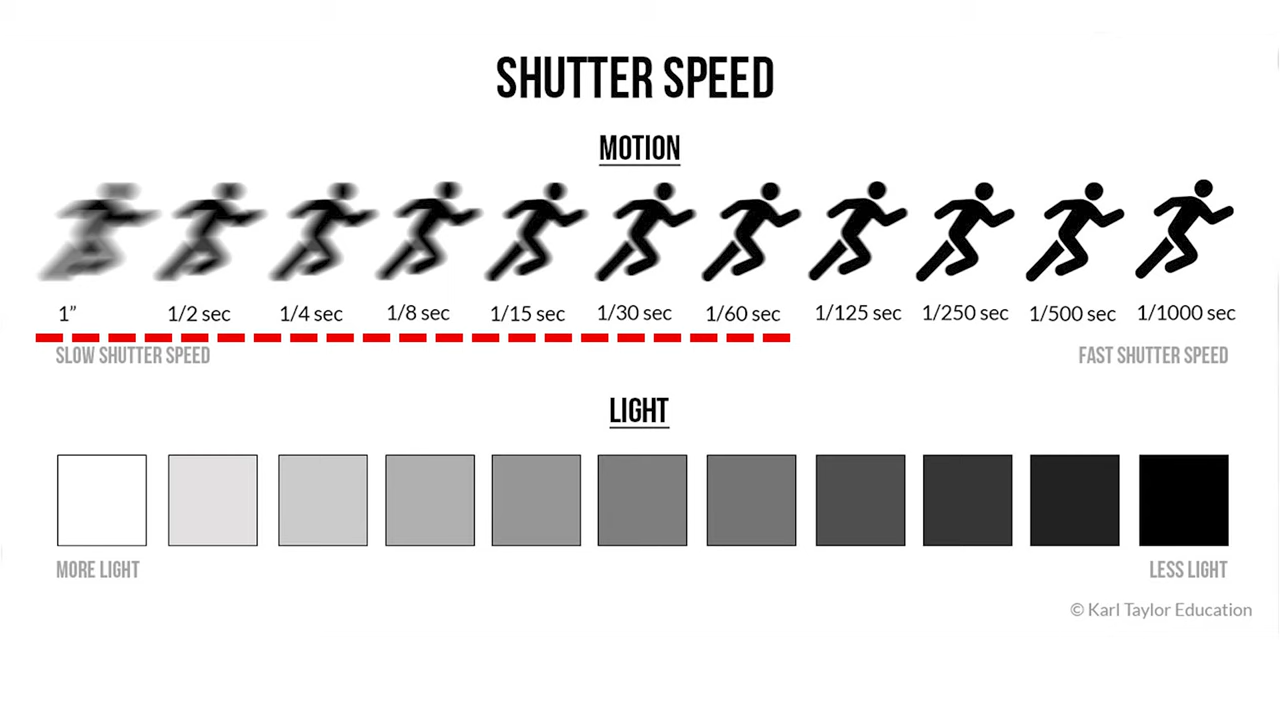 SHUTTER SPEED
MOTION
1” 1/2 sec 1/4 sec 1/8 sec 1/15 sec 1/30 sec 1/60 sec 1/125 sec 1/250 sec 1/500 sec 1/1000 sec
SLOW SHUTTER SPEED FAST SHUTTER SPEED
LIGHT
MORE LIGHT LESS LIGHT
© Karl Taylor Education